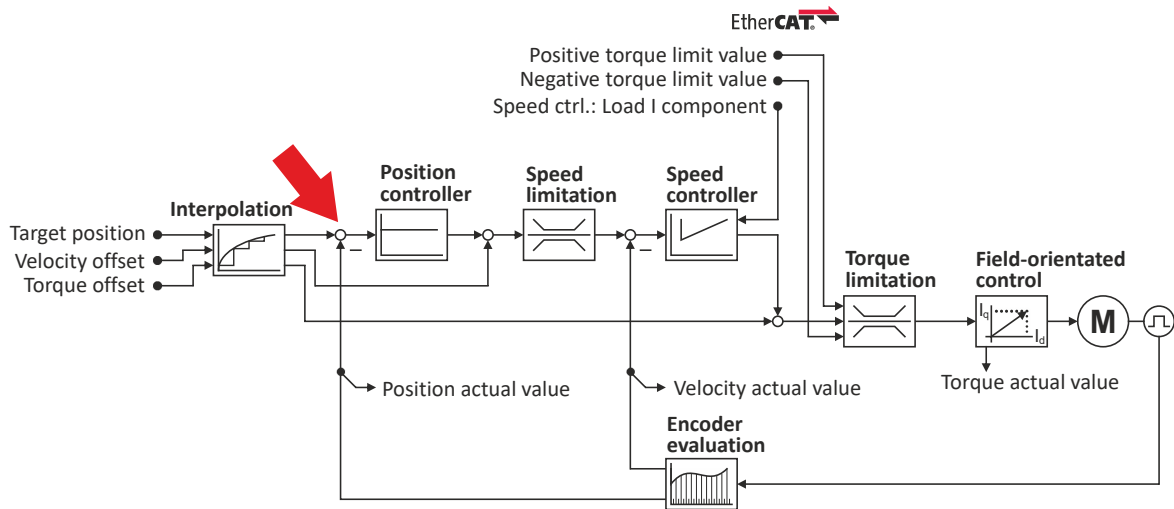 EtherCAT®
Positive torque limit value
Negative torque limit value
Speed ctrl.: Load I component
Position
controller
Speed
limitation
Speed
controller
Interpolation
Target position
Velocity offset
Torque offset
–
–
Torque
limitation
Field-orientated
control
Iq
Id
M
Position actual value
Velocity actual value
Torque actual value
Encoder
evaluation